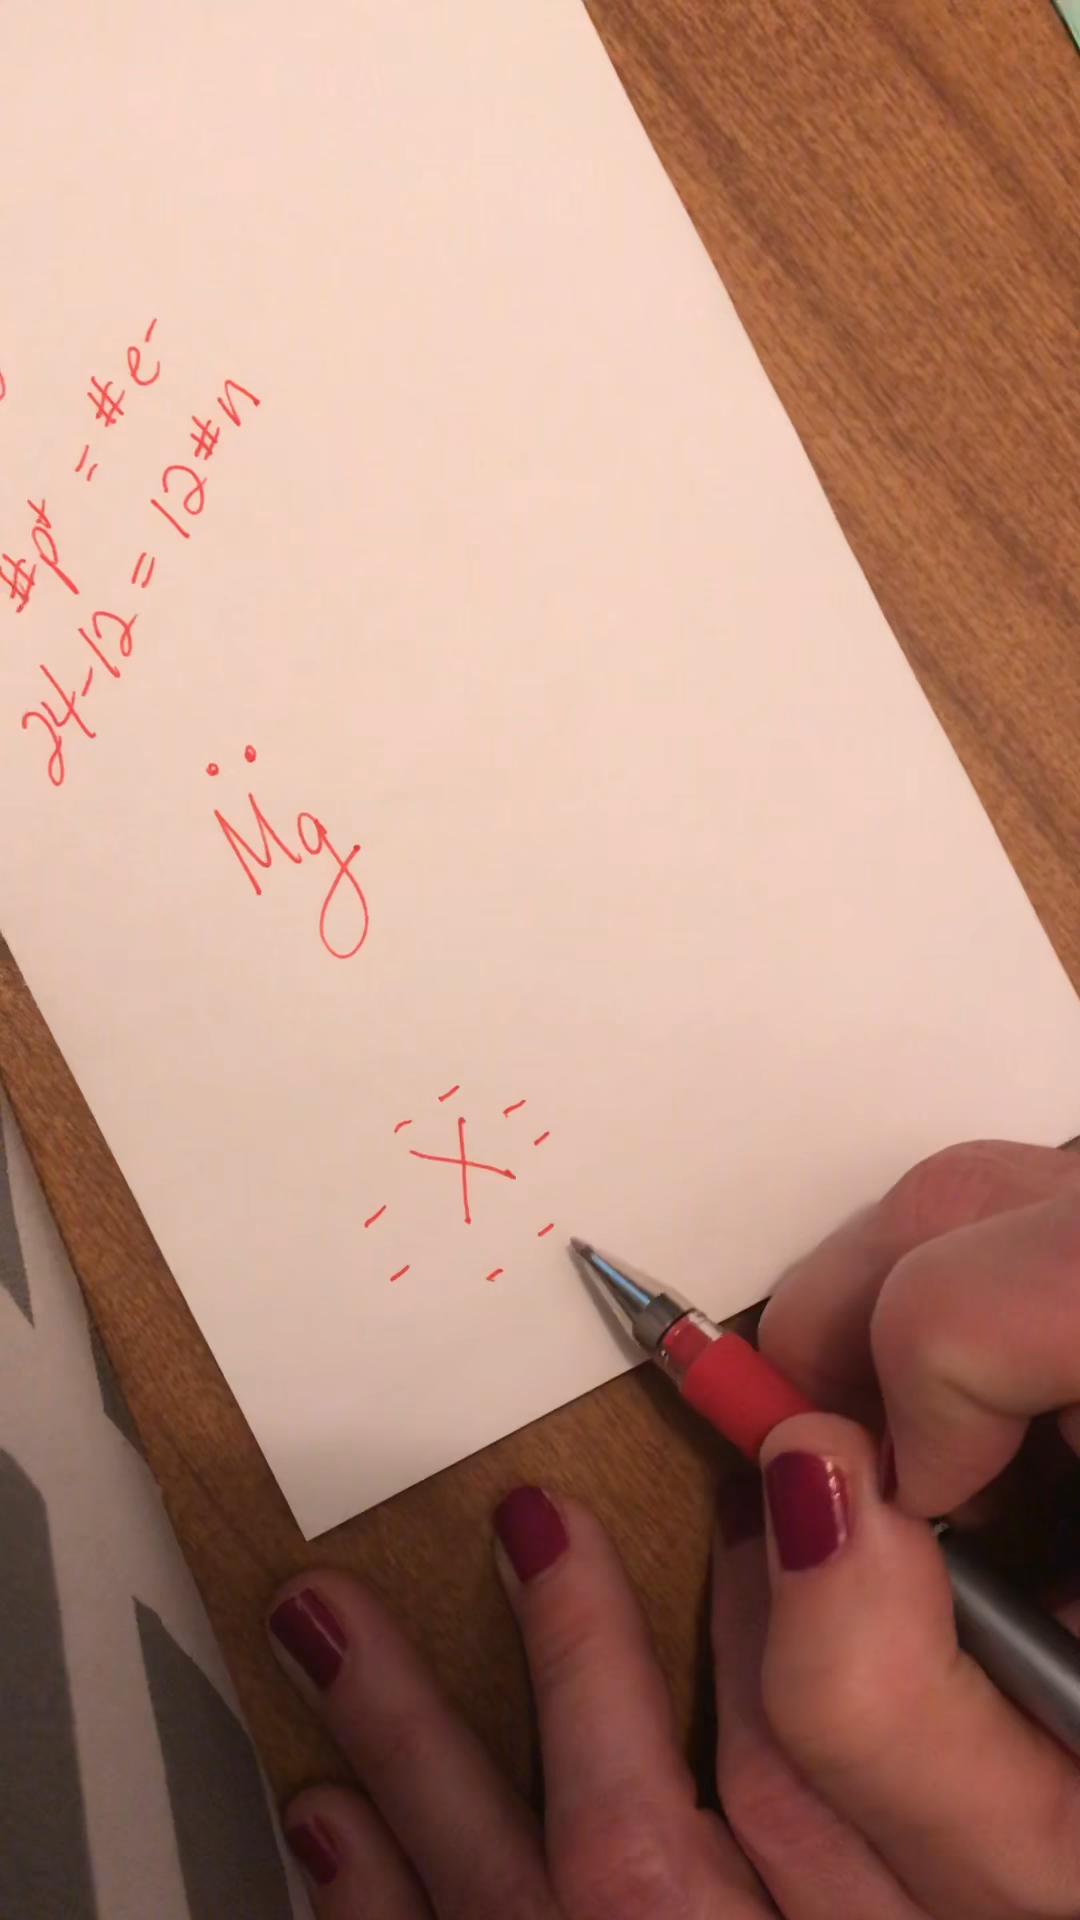 #p+ = #e-
24-12 = 12 #n
Mg
X